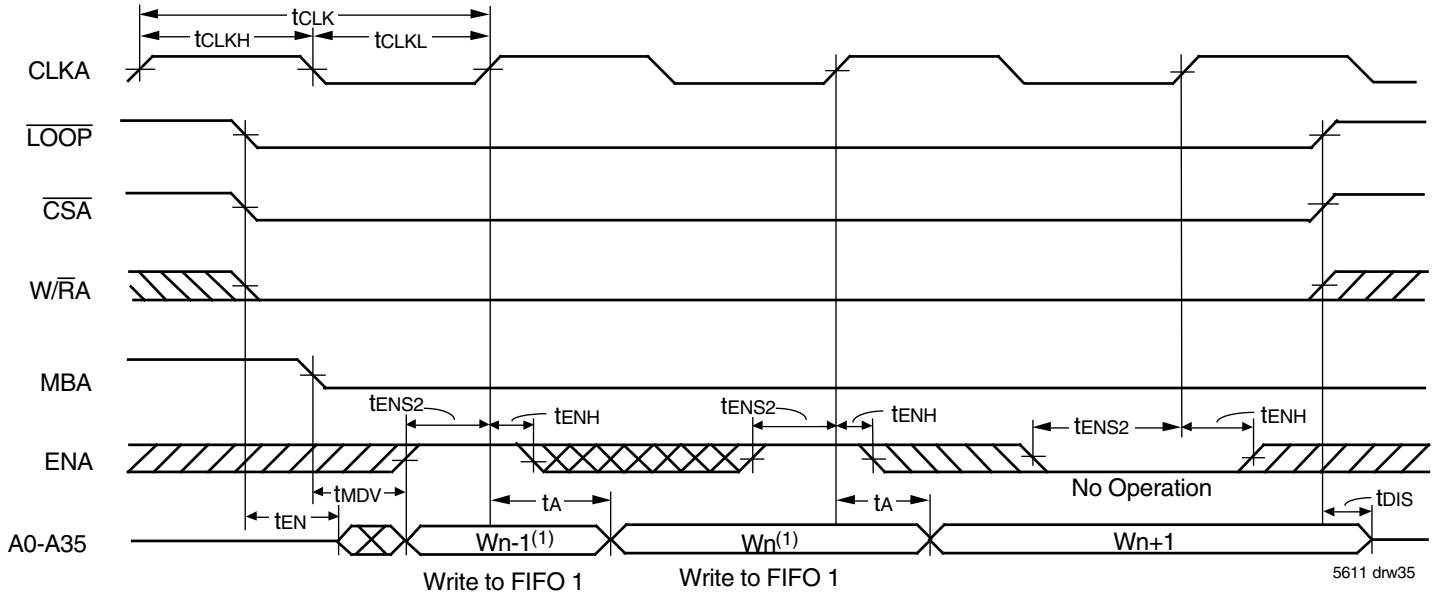 tCLK
tCLKH
tCLKL
CLKA
LOOP
CSA
W/RA
MBA
tENS2
tENH
tENS2
tENH
tENS2
tENH
ENA
No Operation
tMDV
tEN
tA
tA
tDIS
A0-A35
Wn-1(1)
Wn(1)
Wn+1
Write to FIFO 1
Write to FIFO 1
5611 drw35